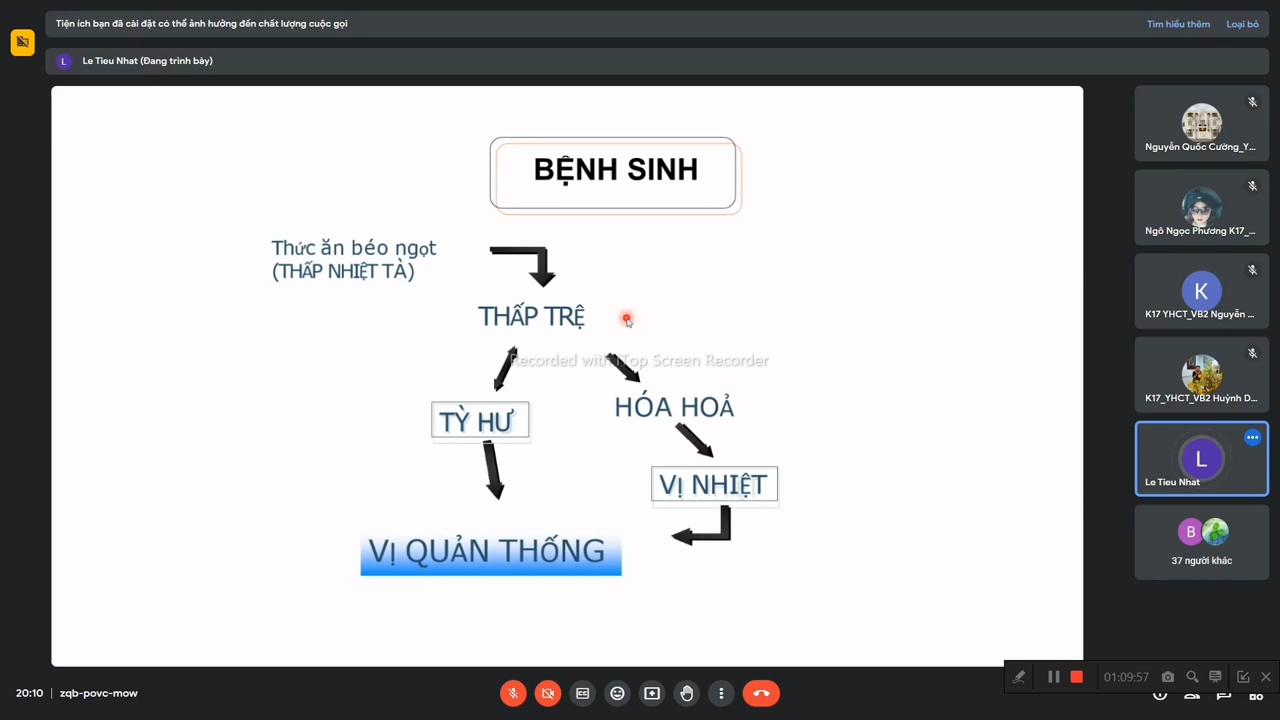 Tiện ích bạn đã cài đặt có thể ảnh hưởng đến chất lượng cuộc gọi
Tìm hiểu thêm
Loại bỏ
L
Le Tieu Nhat (Đang trình bày)
BỆNH SINH
Thức ăn béo ngọt
(THẤP NHIỆT TÀ)
THẤP TRỆ
Recorded with iTop Screen Recorder
TỲ HƯ
HÓA HOẢ
VỊ NHIỆT
VỊ QUẢN THỐNG
Nguyễn Quốc Cường_Y...
Ngô Ngọc Phương K17_...
K
K17 YHCT_VB2 Nguyễn ...
K17_YHCT_VB2 Huỳnh D...
L
Le Tieu Nhat
B
37 người khác
20:10
zqb-povc-mow
01:09:57